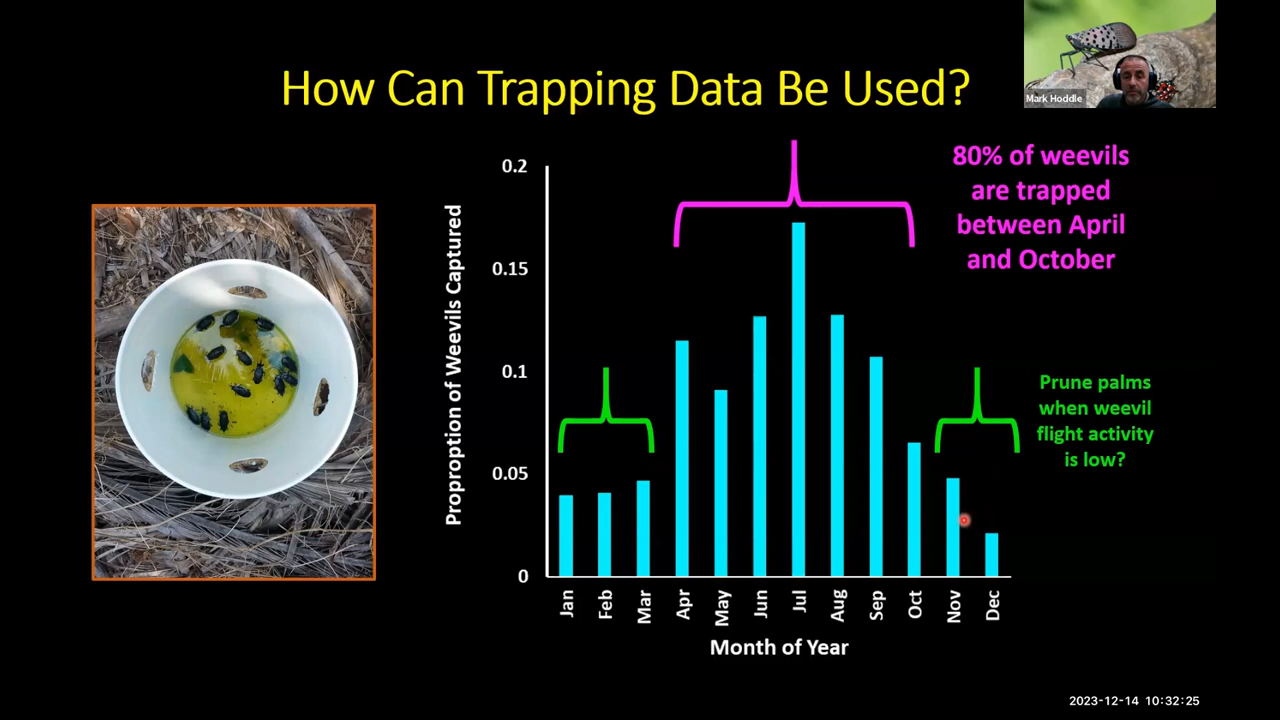 How Can Trapping Data Be Used?
Mark Hoddle
80% of weevils
are trapped
between April
and October
Proproption of Weevils Captured
0.2
0.15
0.1
0.05
0
Prune palms
when weevil
flight activity
is low?
Jan
Feb
Mar
Apr
May
Jun
Jul
Aug
Sep
Oct
Nov
Dec
Month of Year
2023-12-14 10:32:25